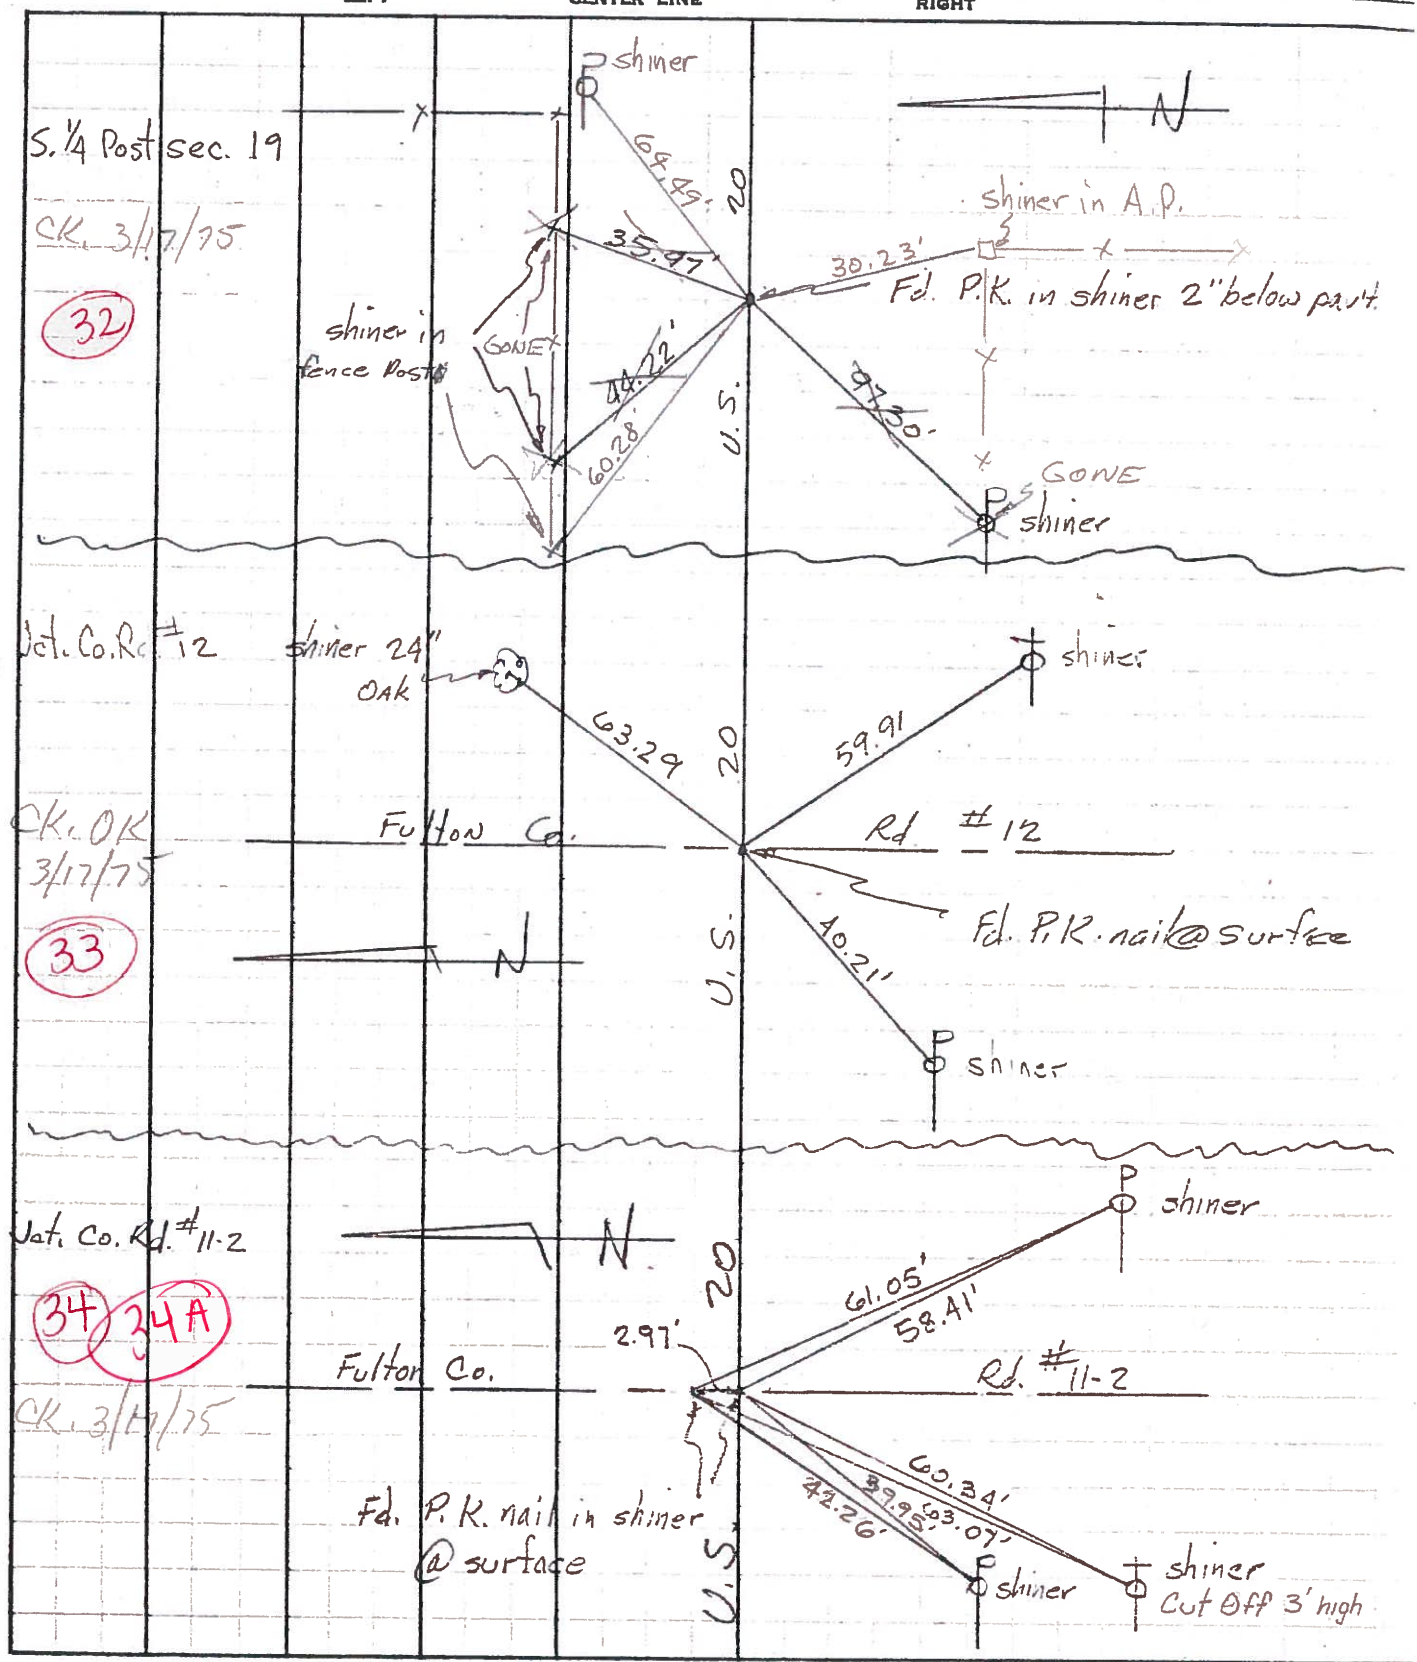 CENTER LINE
RIGHT
shiner
N
S. 1/4 Post sec. 19
64.49'
20
CK. 3/17/75
35.97'
shiner in A.P.
30.23'
Fd. P.K. in shiner 2" below pav't.
32
shiner in
fence Post
GONE
44.22'
60.28'
U.S.
97.30'
GONE
P
shiner
Jct. Co. Rd. #12
shiner 24"
OAK
shiner
63.29
20
59.91
CK. OK
3/17/75
Fulton Co.
Rd # 12
33
N
U.S.
40.21'
Fd. P.K. nail @ surface
P
shiner
P
shiner
Jct. Co. Rd. #11-2
N
20
61.05'
58.41'
34 34A
2.97'
Fulton Co.
Rd. #11-2
CK. 3/17/75
60.34'
39.95'
63.07'
42.26'
Fd. P.K. nail in shiner
@ surface
U.S.
P
shiner
shiner
Cut Off 3' high